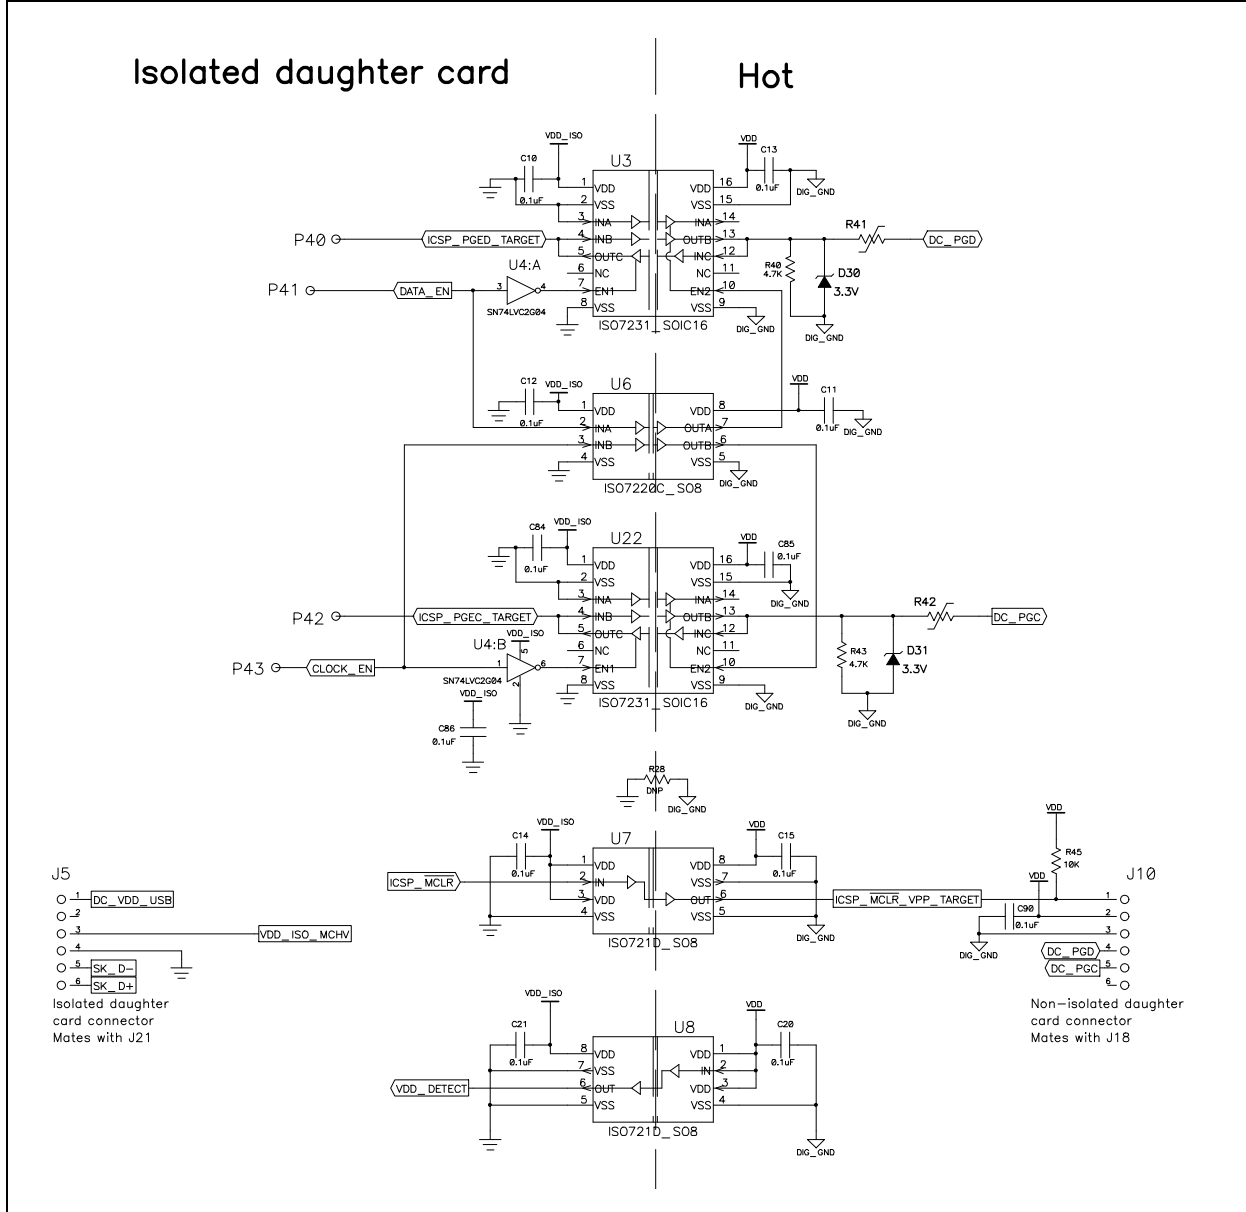 Isolated daughter card
Hot
VDD_ISO
C10
0.1uF
U3
VDD
C13
0.1uF
DIG_GND
1 VDD
2 VSS
3 INA
4 INB
5 OUTC
6 NC
7 EN1
8 VSS
VDD 16
VSS 15
INA 14
OUTB 13
INC 12
NC 11
EN2 10
VSS 9
ISO7231_SOIC16
DIG_GND
P40
ICSP_PGED_TARGET
P41
DATA_EN
U4:A
3
4
SN74LVC2G04
R41
DC_PGD
R40
4.7K
D30
3.3V
DIG_GND
C12
0.1uF
VDD_ISO
U6
VDD
C11
0.1uF
DIG_GND
1 VDD
2 INA
3 INB
4 VSS
VDD 8
OUTA 7
OUTB 6
VSS 5
ISO7220C_SO8
DIG_GND
C84
0.1uF
VDD_ISO
U22
VDD
C85
0.1uF
DIG_GND
1 VDD
2 VSS
3 INA
4 INB
5 OUTC
6 NC
7 EN1
8 VSS
VDD 16
VSS 15
INA 14
OUTB 13
INC 12
NC 11
EN2 10
VSS 9
ISO7231_SOIC16
DIG_GND
P42
ICSP_PGEC_TARGET
P43
CLOCK_EN
U4:B
VDD_ISO
5
1
6
2
SN74LVC2G04
VDD_ISO
C86
0.1uF
R42
DC_PGC
R43
4.7K
D31
3.3V
DIG_GND
R28
DNP
DIG_GND
C14
0.1uF
VDD_ISO
U7
VDD
C15
0.1uF
ICSP_MCLR
1 VDD
2 IN
3 VDD
4 VSS
VDD 8
VSS 7
OUT 6
VSS 5
ISO721D_SO8
DIG_GND
ICSP_MCLR_VPP_TARGET
VDD
R45
10K
VDD
C90
0.1uF
DIG_GND
J10
1
2
3
DC_PGD 4
DC_PGC 5
6
Non-isolated daughter
card connector
Mates with J18
J5
1 DC_VDD_USB
2
3
VDD_ISO_MCHV
4
5 SK_D-
6 SK_D+
Isolated daughter
card connector
Mates with J21
VDD_ISO
C21
0.1uF
U8
VDD
C20
0.1uF
VDD_DETECT
8 VDD
7 VSS
6 OUT
5 VSS
VDD 1
IN 2
VDD 3
VSS 4
ISO721D_SO8
DIG_GND